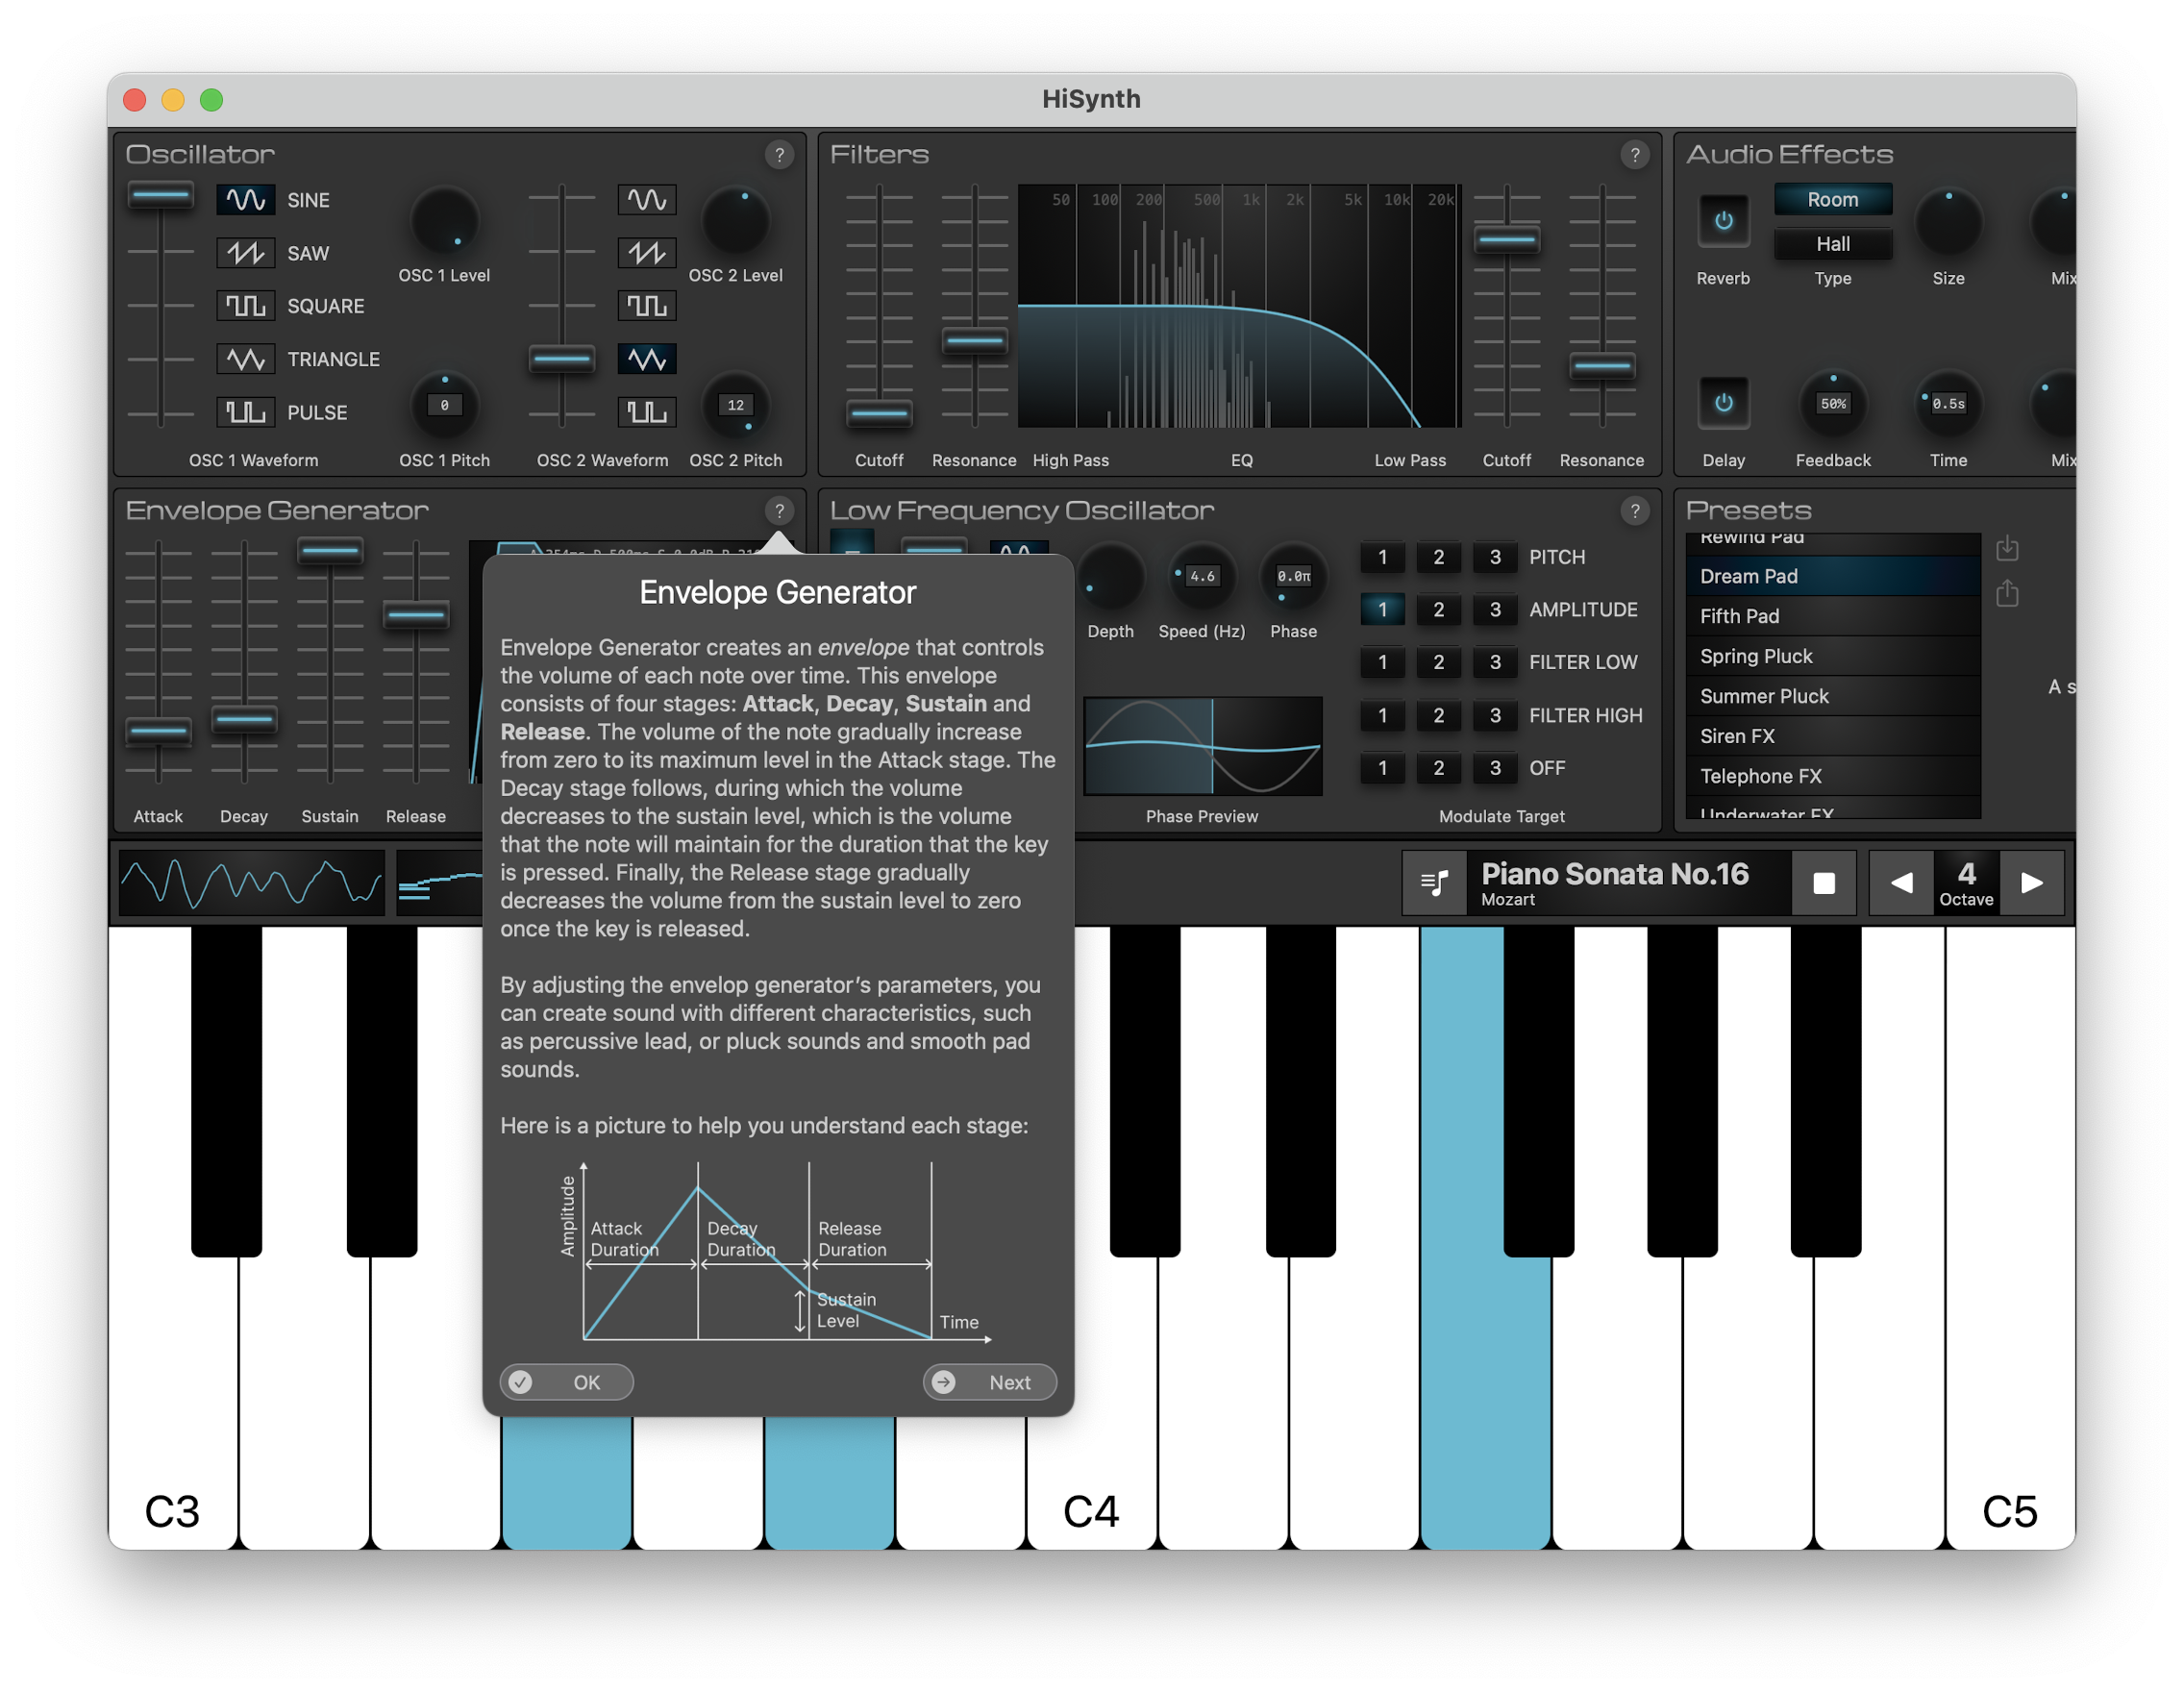 HiSynth
Oscillator
?
SINE
SAW
SQUARE
TRIANGLE
PULSE
OSC 1 Level
OSC 2 Level
0
12
OSC 1 Waveform
OSC 1 Pitch
OSC 2 Waveform
OSC 2 Pitch
Filters
?
50 100 200 500 1k 2k 5k 10k 20k
Cutoff
Resonance
High Pass
EQ
Low Pass
Cutoff
Resonance
Audio Effects
Room
Hall
Reverb
Type
Size
Mix
50%
0.5s
Delay
Feedback
Time
Mix
Envelope Generator
?
Attack
Decay
Sustain
Release
Low Frequency Oscillator
?
4.6
0.0π
Depth
Speed (Hz)
Phase
1 2 3 PITCH
1 2 3 AMPLITUDE
1 2 3 FILTER LOW
1 2 3 FILTER HIGH
1 2 3 OFF
Phase Preview
Modulate Target
Presets
Rewind Pad
Dream Pad
Fifth Pad
Spring Pluck
Summer Pluck
Siren FX
Telephone FX
Underwater FX
A s
Envelope Generator
Envelope Generator creates an envelope that controls
the volume of each note over time. This envelope
consists of four stages: Attack, Decay, Sustain and
Release. The volume of the note gradually increase
from zero to its maximum level in the Attack stage. The
Decay stage follows, during which the volume
decreases to the sustain level, which is the volume
that the note will maintain for the duration that the key
is pressed. Finally, the Release stage gradually
decreases the volume from the sustain level to zero
once the key is released.
By adjusting the envelop generator’s parameters, you
can create sound with different characteristics, such
as percussive lead, or pluck sounds and smooth pad
sounds.
Here is a picture to help you understand each stage:
Amplitude
Attack
Duration
Decay
Duration
Release
Duration
Sustain
Level
Time
OK
Next
Piano Sonata No.16
Mozart
4
Octave
C3
C4
C5